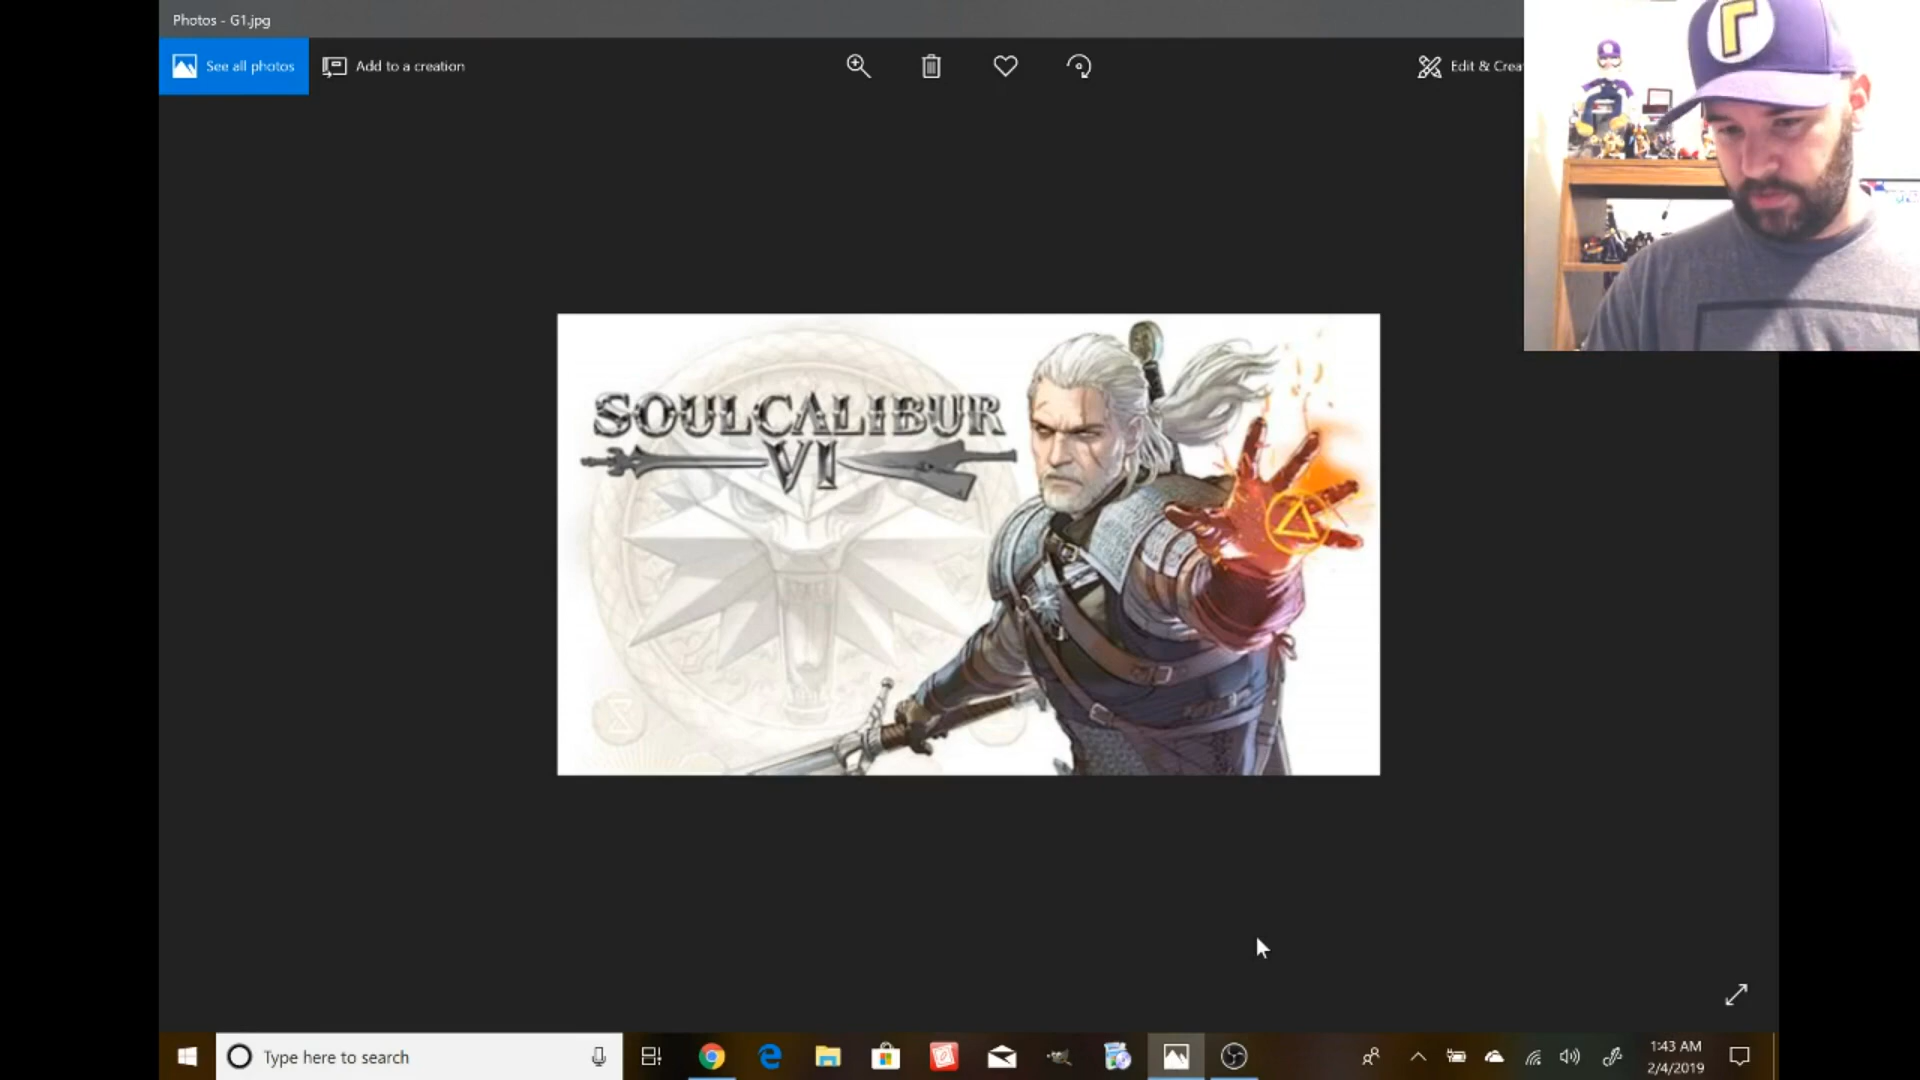 Photos - G1.jpg
See all photos
Add to a creation
Edit & Crea
SOULCALIBUR
VI
Type here to search
1:43 AM
2/4/2019